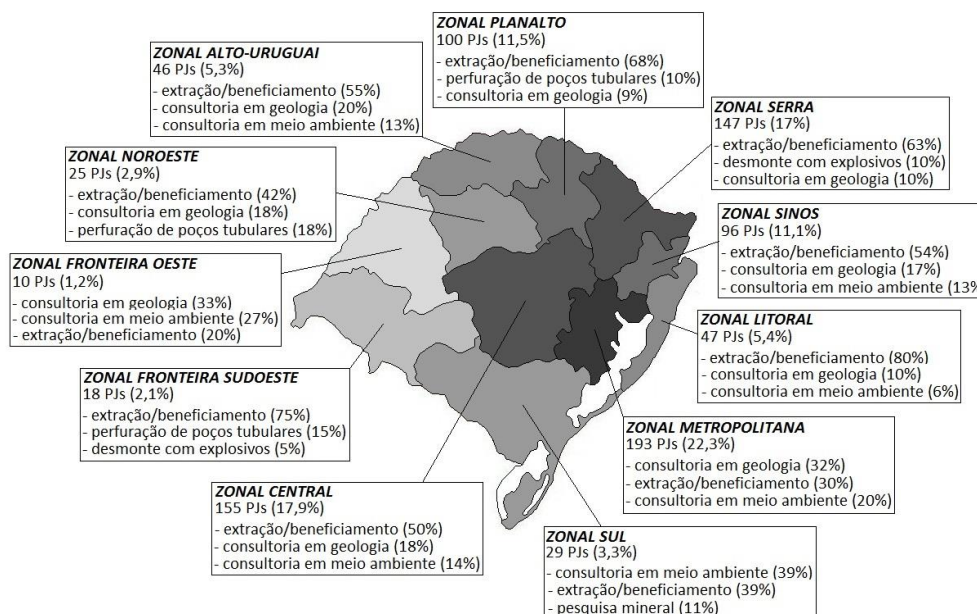 ZONAL PLANALTO
100 PJs (11,5%)
- extração/beneficiamento (68%)
- perfuração de poços tubulares (10%)
- consultoria em geologia (9%)
ZONAL ALTO-URUGUAI
46 PJs (5,3%)
- extração/beneficiamento (55%)
- consultoria em geologia (20%)
- consultoria em meio ambiente (13%)
ZONAL SERRA
147 PJs (17%)
- extração/beneficiamento (63%)
- desmonte com explosivos (10%)
- consultoria em geologia (10%)
ZONAL NOROESTE
25 PJs (2,9%)
- extração/beneficiamento (42%)
- consultoria em geologia (18%)
- perfuração de poços tubulares (18%)
ZONAL SINOS
96 PJs (11,1%)
- extração/beneficiamento (54%)
- consultoria em geologia (17%)
- consultoria em meio ambiente (13%
ZONAL FRONTEIRA OESTE
10 PJs (1,2%)
- consultoria em geologia (33%)
- consultoria em meio ambiente (27%)
- extração/beneficiamento (20%)
ZONAL LITORAL
47 PJs (5,4%)
- extracão/beneficiamento (80%)
- consultoria em geologia (10%)
- consultoria em meio ambiente (6%)
ZONAL FRONTEIRA SUDOESTE
18 PJs (2,1%)
- extração/beneficiamento (75%)
- perfuração de poços tubulares (15%)
- desmonte com explosivos (5%)
ZONAL METROPOLITANA
193 PJs (22,3%)
- consultoria em geologia (32%)
- extração/beneficiamento (30%)
- consultoria em meio ambiente (20%)
ZONAL CENTRAL
155 PJs (17,9%)
- extração/beneficiamento (50%)
- consultoria em geologia (18%)
- consultoria em meio ambiente (14%)
ZONAL SUL
29 PJs (3,3%)
- consultoria em meio ambiente (39%)
- extração/beneficiamento (39%)
- pesquisa mineral (11%)